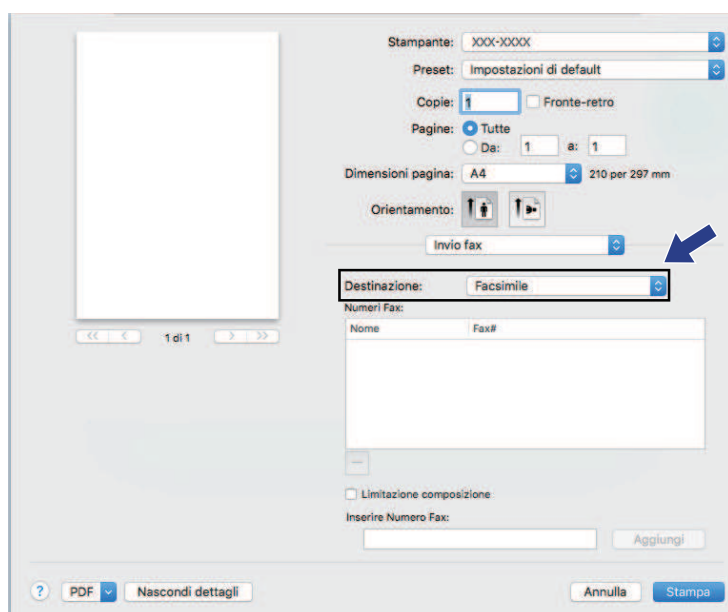 Stampante: XXX-XXXX
Preset: Impostazioni di default
Copie: 1 Fronte-retro
Pagine: Tutte
Da: 1 a: 1
Dimensioni pagina: A4 210 per 297 mm
Orientamento:
Invio fax
Destinazione: Facsimile
Numeri Fax:
Nome Fax#
1 di 1
Limitazione composizione
Inserire Numero Fax:
Aggiungi
? PDF Nascondi dettagli Annulla Stampa